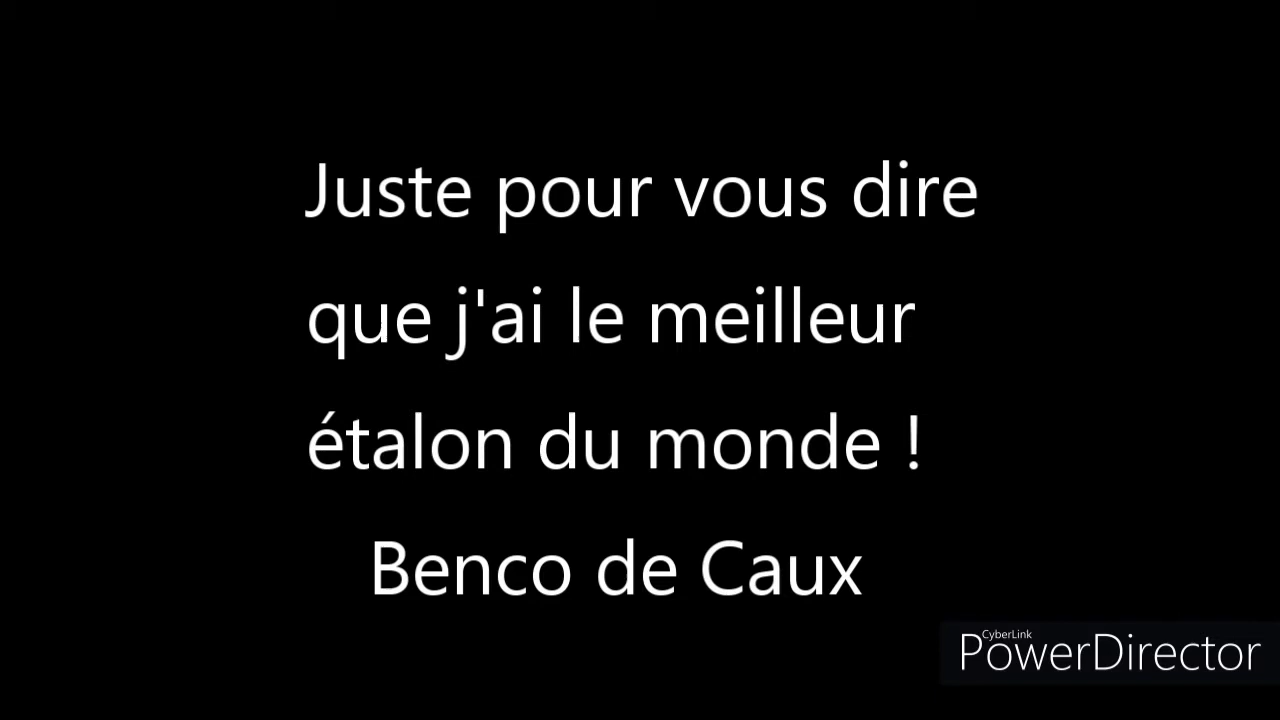 Juste pour vous dire
que j'ai le meilleur
étalon du monde !
Benco de Caux
CyberLink
PowerDirector